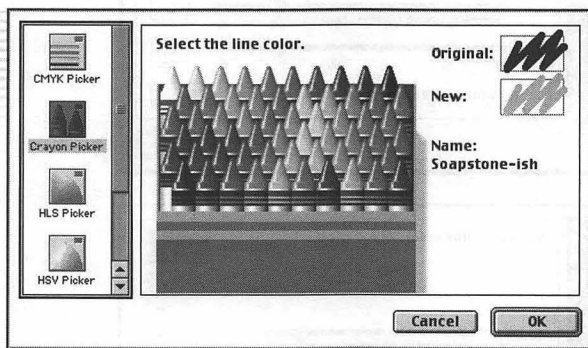 CMYK Picker
Crayon Picker
HLS Picker
HSV Picker
Select the line color.
Original:
New:
Name:
Soapstone-ish
Cancel
OK